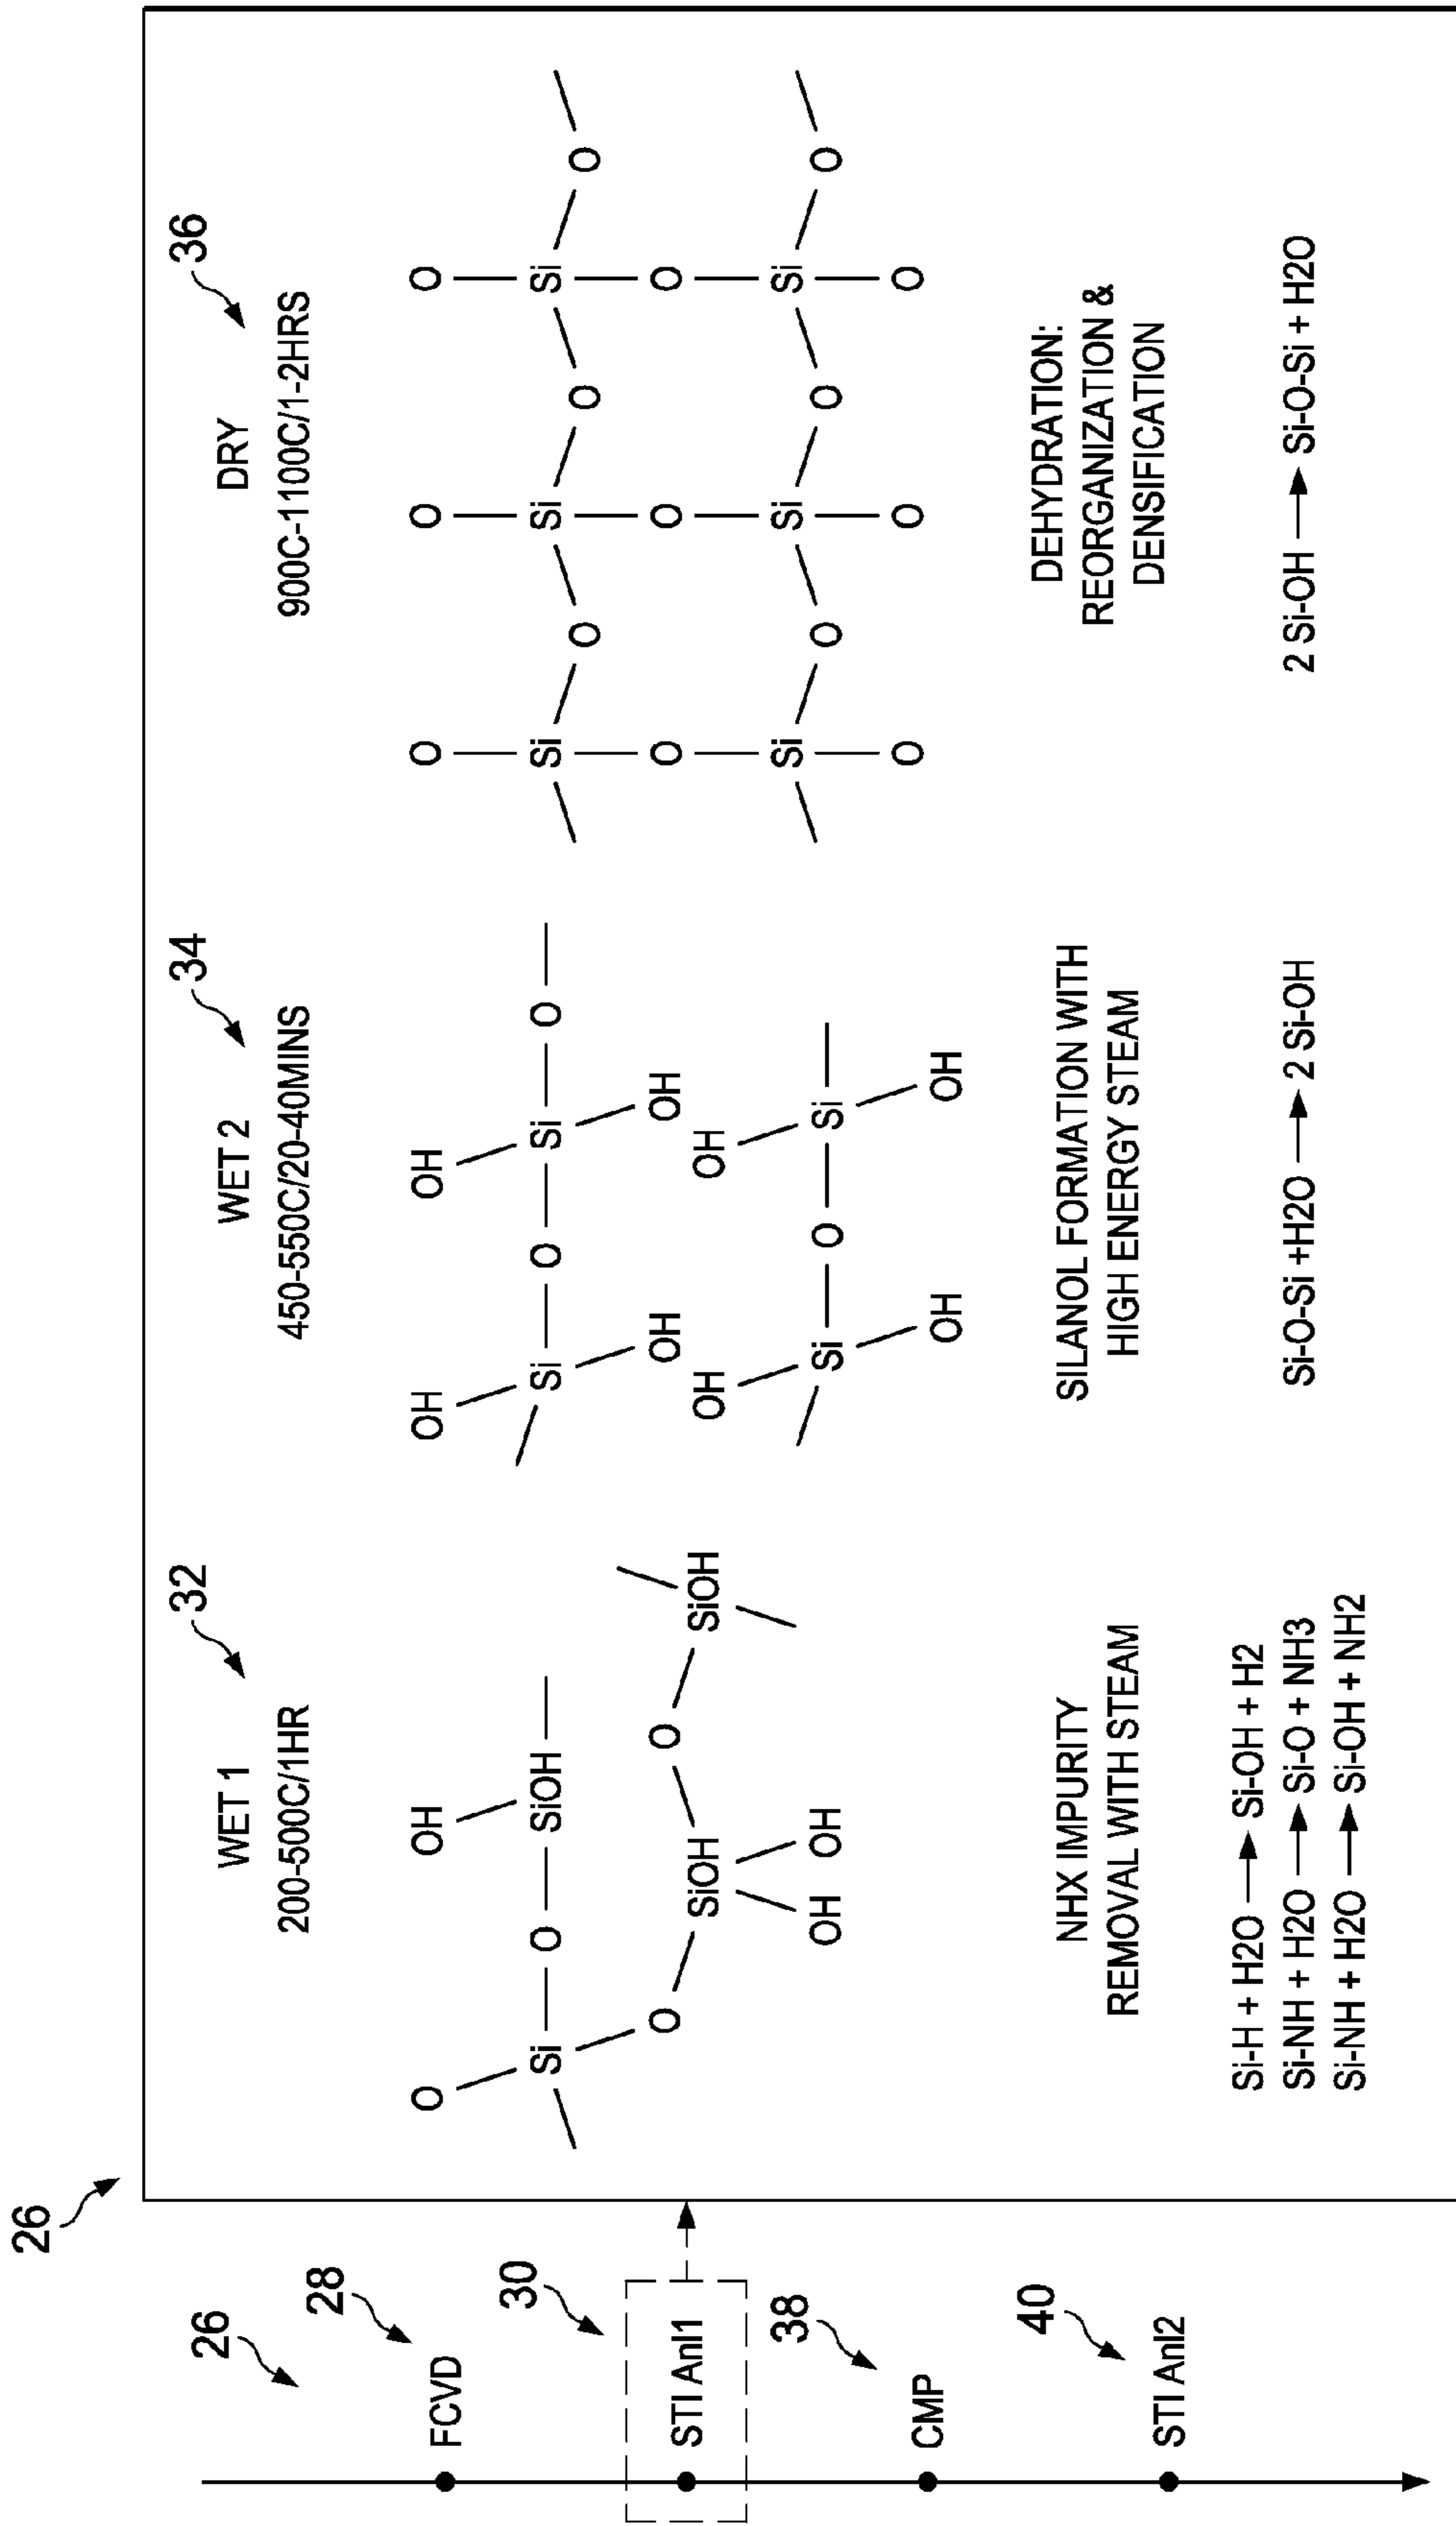 26
26
28
FCVD
30
STI Anl1
38
CMP
40
STI Anl2
32
WET 1
200-500C/1HR
O OH
Si O SiOH
O O
SiOH SiOH
OH OH
NHX IMPURITY
REMOVAL WITH STEAM
Si-H + H2O → Si-OH + H2
Si-NH + H2O → Si-O + NH3
Si-NH + H2O → Si-OH + NH2
34
WET 2
450-550C/20-40MINS
OH OH
Si O Si O
OH OH
OH OH
Si O Si
OH OH
SILANOL FORMATION WITH
HIGH ENERGY STEAM
Si-O-Si +H2O → 2 Si-OH
36
DRY
900C-1100C/1-2HRS
O O O
Si Si Si
O O O
O O O
Si Si Si
O O O
O O O
DEHYDRATION:
REORGANIZATION &
DENSIFICATION
2 Si-OH → Si-O-Si + H2O